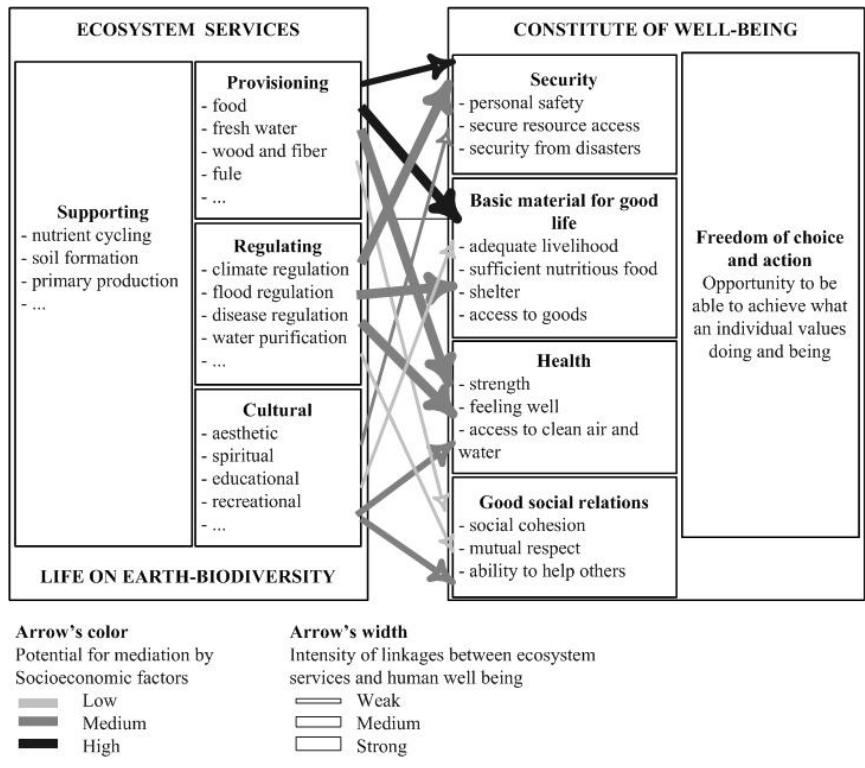 ECOSYSTEM SERVICES
Supporting
- nutrient cycling
- soil formation
- primary production
- ...
Provisioning
- food
- fresh water
- wood and fiber
- fule
- ...
Regulating
- climate regulation
- flood regulation
- disease regulation
- water purification
- ...
Cultural
- aesthetic
- spiritual
- educational
- recreational
- ...
LIFE ON EARTH-BIODIVERSITY
CONSTITUTE OF WELL-BEING
Security
- personal safety
- secure resource access
- security from disasters
Basic material for good
life
- adequate livelihood
- sufficient nutritious food
- shelter
- access to goods
Health
- strength
- feeling well
- access to clean air and
water
Good social relations
- social cohesion
- mutual respect
- ability to help others
Freedom of choice
and action
Opportunity to be
able to achieve what
an individual values
doing and being
Arrow's color
Potential for mediation by
Socioeconomic factors
Low
Medium
High
Arrow's width
Intensity of linkages between ecosystem
services and human well being
Weak
Medium
Strong